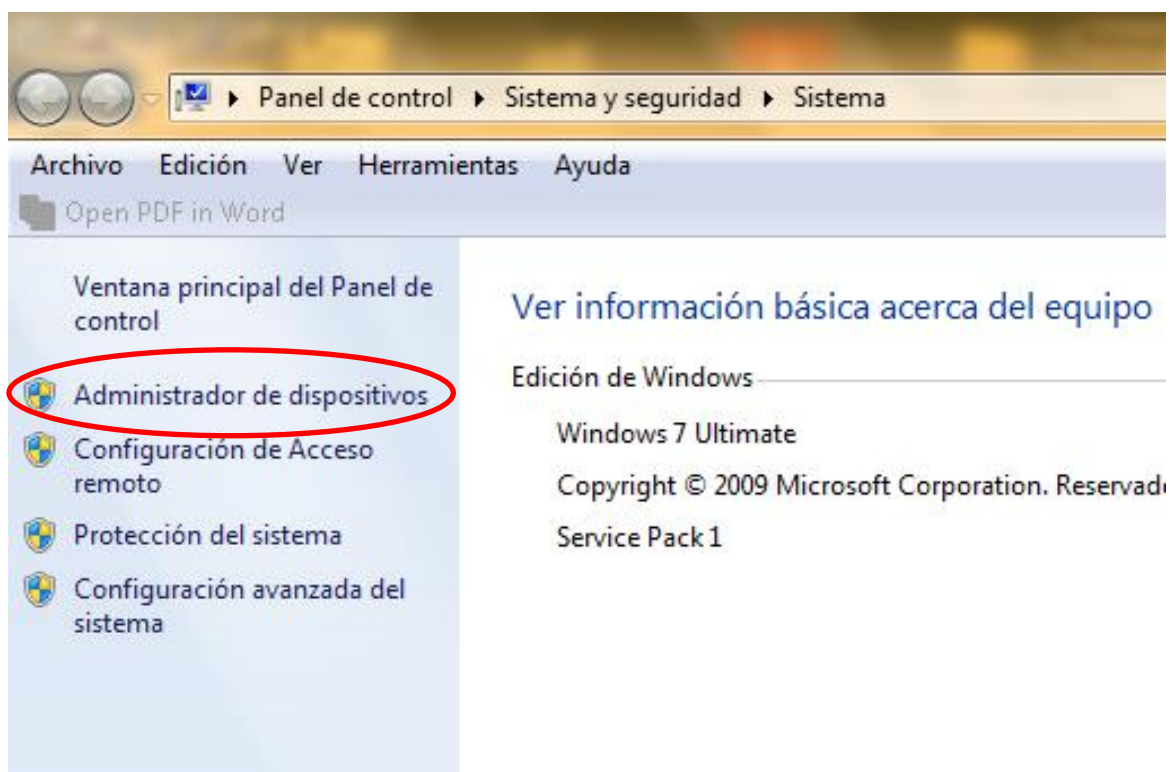 Panel de control Sistema y seguridad Sistema
Archivo Edición Ver Herramientas Ayuda
Open PDF in Word
Ventana principal del Panel de
control
Administrador de dispositivos
Configuración de Acceso
remoto
Protección del sistema
Configuración avanzada del
sistema
Ver información básica acerca del equipo
Edición de Windows
Windows 7 Ultimate
Copyright © 2009 Microsoft Corporation. Reservad
Service Pack 1